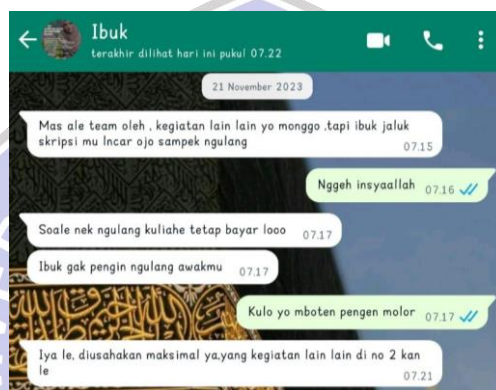 Ibuk
terakhir dilihat hari ini pukul 07.22
21 November 2023
Mas ale team oleh , kegiatan lain lain yo monggo ,tapi ibuk jaluk
skripsi mu lncar ojo sampek ngulang
07.15
Nggeh insyaallah 07.16
Soale nek ngulang kuliahe tetap bayar looo 07.17
Ibuk gak pengin ngulang awakmu 07.17
Kulo yo mboten pengen molor 07.17
Iya le, diusahakan maksimal ya,yang kegiatan lain lain di no 2 kan
le
07.21